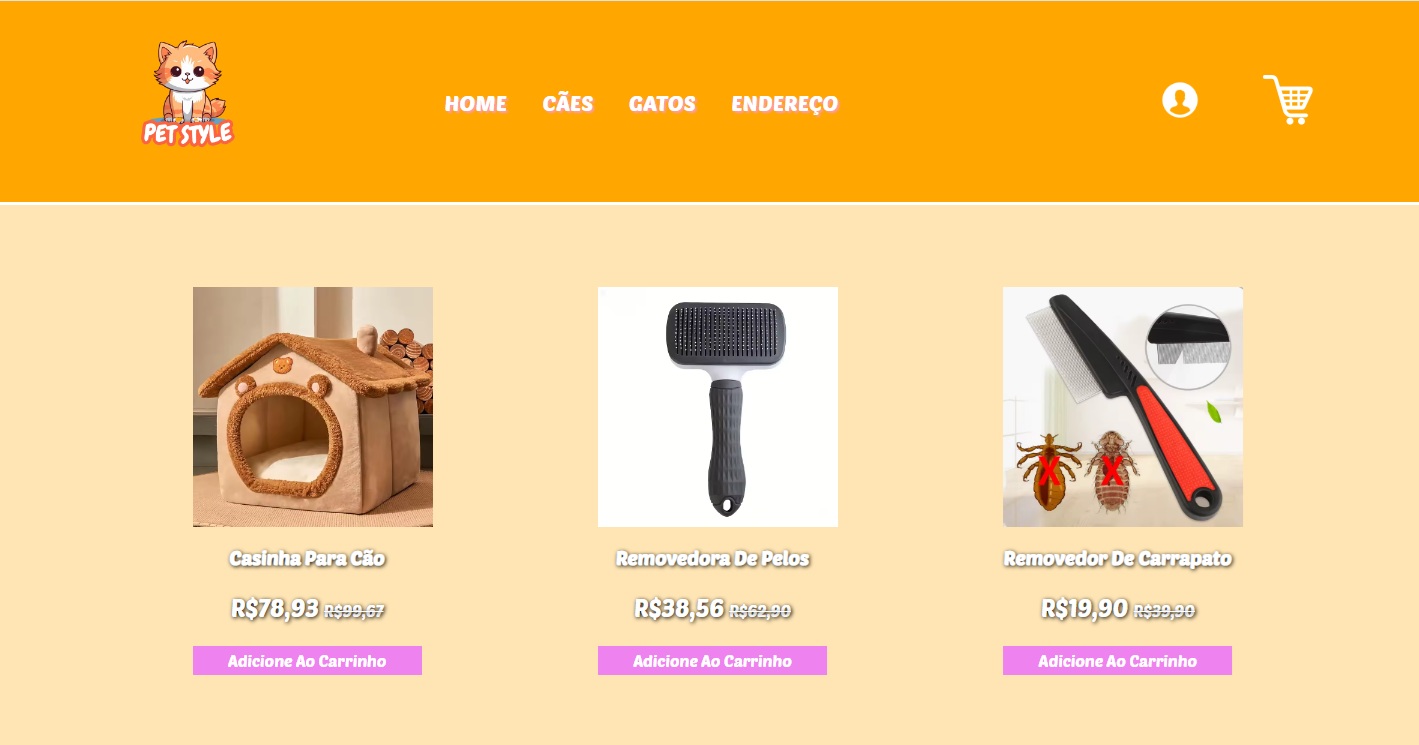 PET STYLE
HOME CÃES GATOS ENDEREÇO
Casinha Para Cão
R$78,93 R$99,67
Adicione Ao Carrinho
Removedora De Pelos
R$38,56 R$62,90
Adicione Ao Carrinho
Removedor De Carrapato
R$19,90 R$39,90
Adicione Ao Carrinho